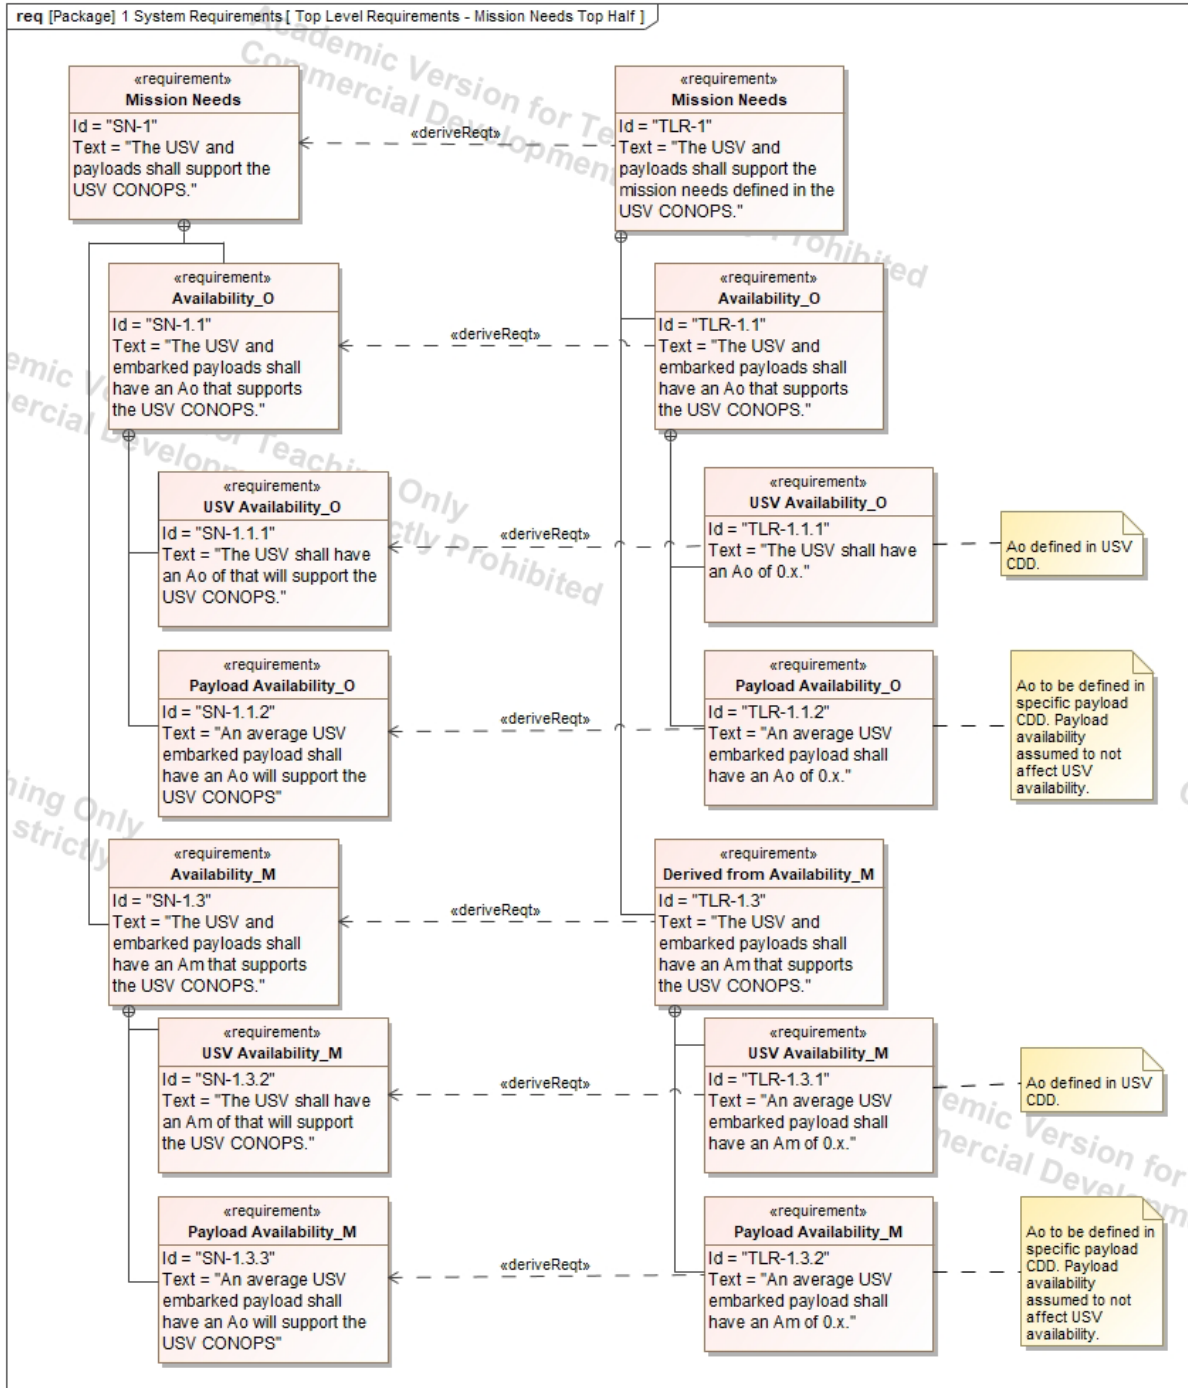 req [Package] 1 System Requirements [ Top Level Requirements - Mission Needs Top Half ]
«requirement»
Mission Needs
Id = "SN-1"
Text = "The USV and
payloads shall support the
USV CONOPS."
«deriveReqt»
«requirement»
Mission Needs
Id = "TLR-1"
Text = "The USV and
payloads shall support the
mission needs defined in the
USV CONOPS."
«requirement»
Availability_O
Id = "SN-1.1"
Text = "The USV and
embarked payloads shall
have an Ao that supports
the USV CONOPS."
«deriveReqt»
«requirement»
Availability_O
Id = "TLR-1.1"
Text = "The USV and
embarked payloads shall
have an Ao that supports
the USV CONOPS."
«requirement»
USV Availability_O
Id = "SN-1.1.1"
Text = "The USV shall have
an Ao of that will support the
USV CONOPS."
«deriveReqt»
«requirement»
USV Availability_O
Id = "TLR-1.1.1"
Text = "The USV shall have
an Ao of 0.x."
Ao defined in USV
CDD.
«requirement»
Payload Availability_O
Id = "SN-1.1.2"
Text = "An average USV
embarked payload shall
have an Ao will support the
USV CONOPS"
«deriveReqt»
«requirement»
Payload Availability_O
Id = "TLR-1.1.2"
Text = "An average USV
embarked payload shall
have an Ao of 0.x."
Ao to be defined in
specific payload
CDD. Payload
availability
assumed to not
affect USV
availability.
«requirement»
Availability_M
Id = "SN-1.3"
Text = "The USV and
embarked payloads shall
have an Am that supports
the USV CONOPS."
«deriveReqt»
«requirement»
Derived from Availability_M
Id = "TLR-1.3"
Text = "The USV and
embarked payloads shall
have an Am that supports
the USV CONOPS."
«requirement»
USV Availability_M
Id = "SN-1.3.2"
Text = "The USV shall have
an Am of that will support
the USV CONOPS."
«deriveReqt»
«requirement»
USV Availability_M
Id = "TLR-1.3.1"
Text = "An average USV
embarked payload shall
have an Am of 0.x."
Ao defined in USV
CDD.
«requirement»
Payload Availability_M
Id = "SN-1.3.3"
Text = "An average USV
embarked payload shall
have an Ao will support the
USV CONOPS"
«deriveReqt»
«requirement»
Payload Availability_M
Id = "TLR-1.3.2"
Text = "An average USV
embarked payload shall
have an Am of 0.x."
Ao to be defined in
specific payload
CDD. Payload
availability
assumed to not
affect USV
availability.
Academic Version for
Commercial Development
Prohibited
for Teaching Only
Prohibited
Only
strictly
Version for